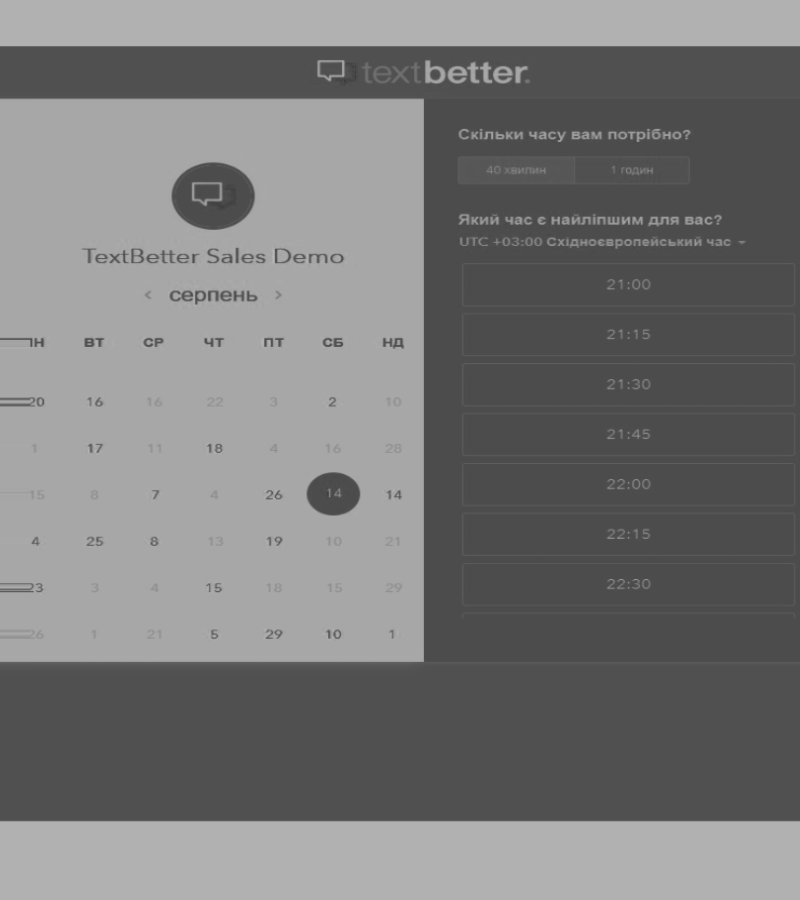 textbetter.
TextBetter Sales Demo
‹ серпень ›
ПН ВТ СР ЧТ ПТ СБ НД
20 16 16 22 3 2 10
1 17 11 18 4 16 28
15 8 7 4 26 14 14
4 25 8 13 19 10 21
23 3 4 15 18 15 29
26 1 21 5 29 10 1
Скільки часу вам потрібно?
40 хвилин 1 годин
Який час є найліпшим для вас?
UTC +03:00 Східноєвропейський час
21:00
21:15
21:30
21:45
22:00
22:15
22:30